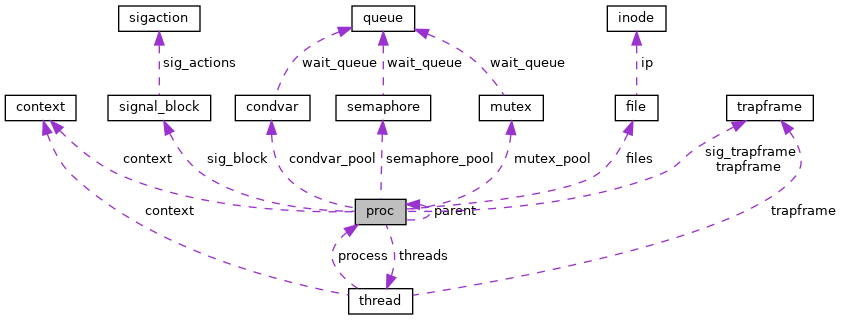 sigaction
queue
inode
sig_actions
wait_queue
wait_queue
wait_queue
ip
context
signal_block
condvar
semaphore
mutex
file
trapframe
context
sig_block
condvar_pool
semaphore_pool
mutex_pool
files
sig_trapframe
trapframe
context
proc
parent
trapframe
process
threads
thread